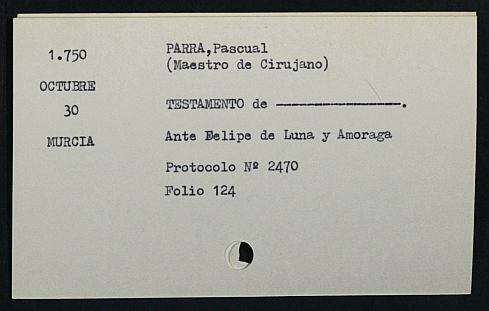 1.750
OCTUBRE
30
MURCIA
PARRA,Pascual
(Maestro de Cirujano)
TESTAMENTO de ————————.
Ante Felipe de Luna y Amoraga
Protocolo Nº 2470
Folio 124